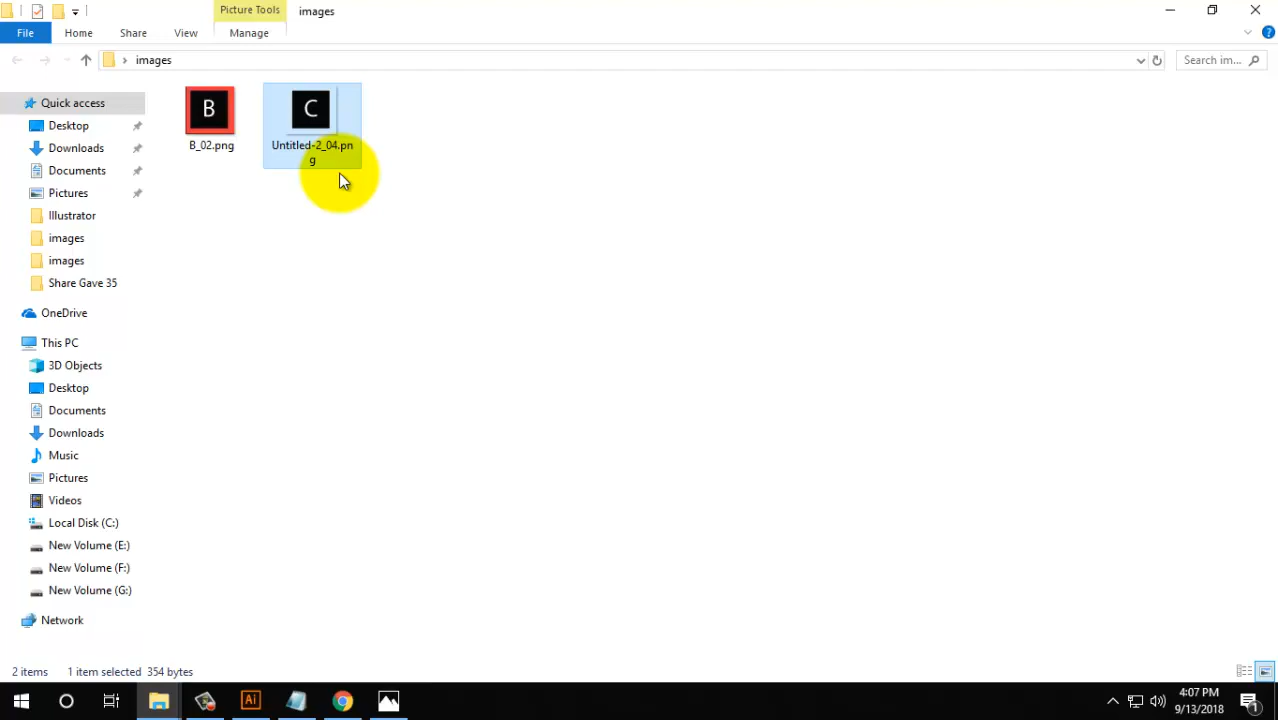 Picture Tools
images
File
Home
Share
View
Manage
images
Search im...
Quick access
Desktop
Downloads
Documents
Pictures
Illustrator
images
images
Share Gave 35
OneDrive
This PC
3D Objects
Desktop
Documents
Downloads
Music
Pictures
Videos
Local Disk (C:)
New Volume (E:)
New Volume (F:)
New Volume (G:)
Network
B
C
B_02.png
Untitled-2_04.pn
g
2 items
1 item selected 354 bytes
Ai
4:07 PM
9/13/2018
1